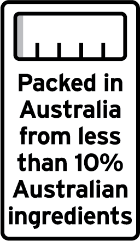 Packed in
Australia
from less
than 10%
Australian
ingredients